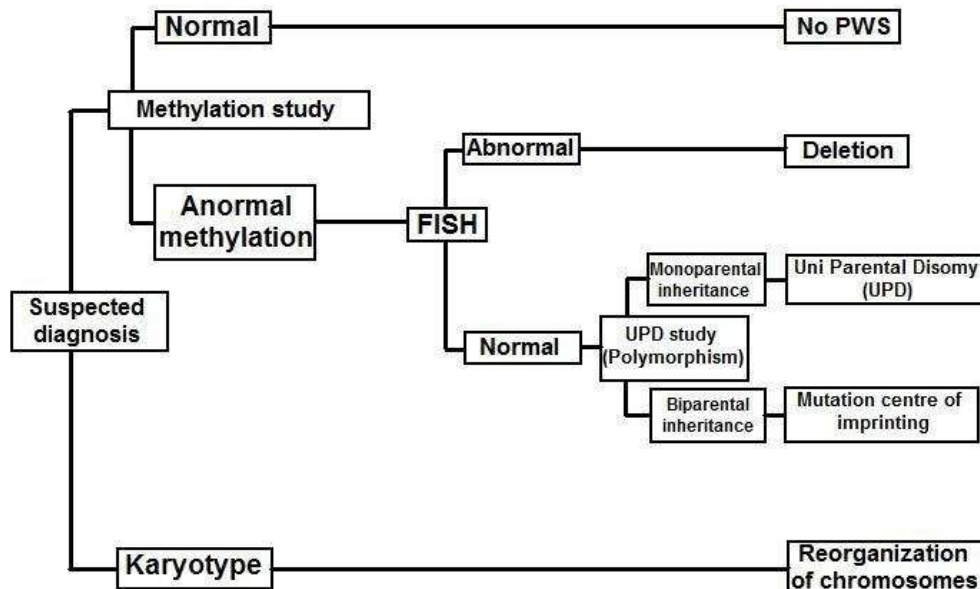 Normal
No PWS
Methylation study
Abnormal
Deletion
Anormal
methylation
FISH
Monoparental
inheritance
Uni Parental Disomy
(UPD)
Suspected
diagnosis
Normal
UPD study
(Polymorphism)
Biparental
inheritance
Mutation centre of
imprinting
Karyotype
Reorganization
of chromosomes